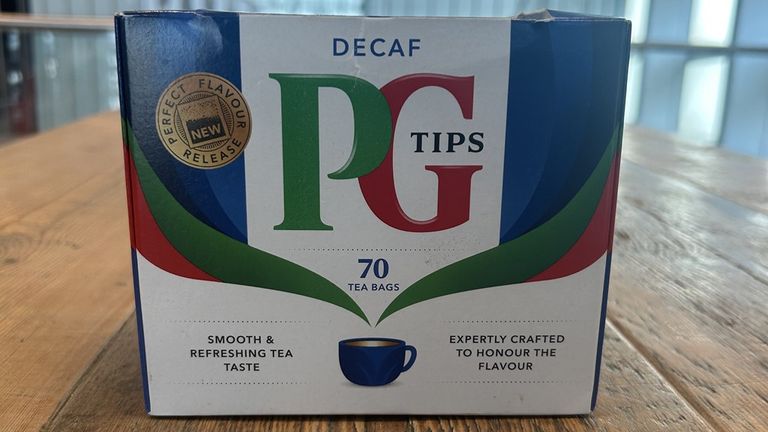 DECAF
PG
TIPS
PERFECT FLAVOUR
NEW
RELEASE
70
TEA BAGS
SMOOTH &
REFRESHING TEA
TASTE
EXPERTLY CRAFTED
TO HONOUR THE
FLAVOUR